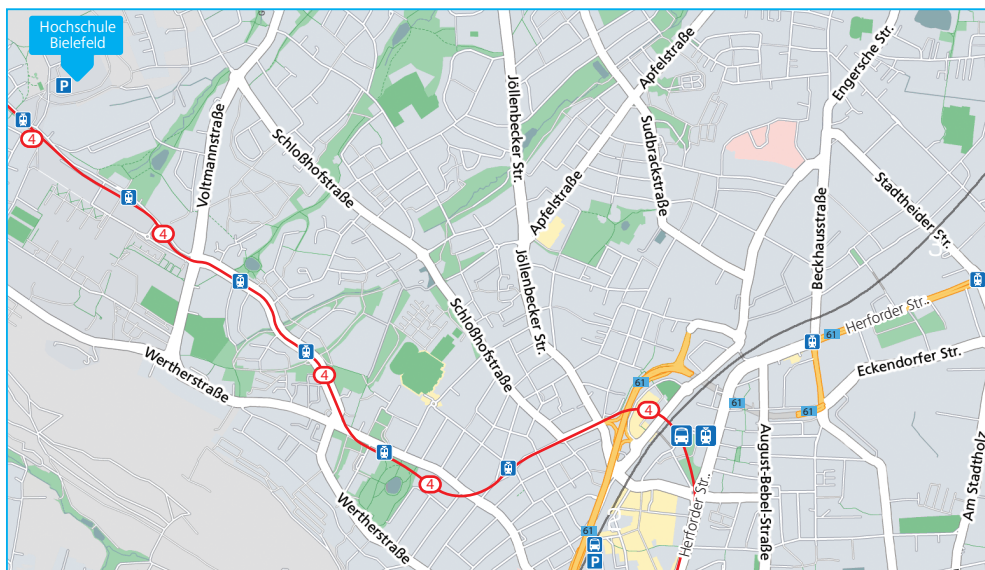 Hochschule
Bielefeld
P
4
4
4
4
4
Voltmannstraße
Schloßhofstraße
Jöllenbecker Str.
Apfelstraße
Apfelstraße
Sudbrackstraße
Engersche Str.
Stadtheider Str.
Beckhausstraße
Jöllenbecker Str.
Schloßhofstraße
Wertherstraße
Wertherstraße
Herforder Str.
Eckendorfer Str.
61
61
61
61
61
August-Bebel-Straße
Am Stadtholz
Herforder Str.
P